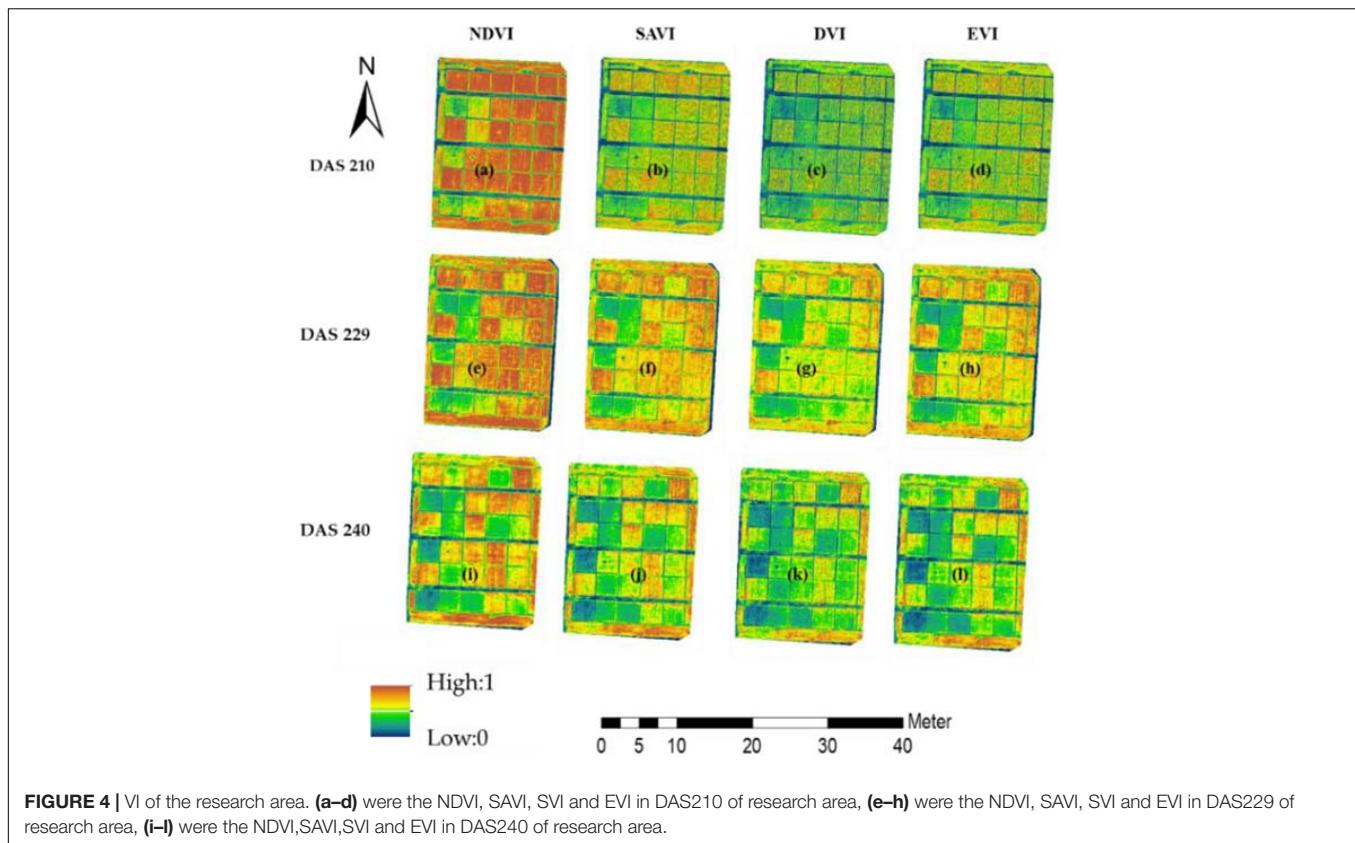 NDVI SAVI DVI EVI
N
DAS 210
(a) (b) (c) (d)
DAS 229
(e) (f) (g) (h)
DAS 240
(i) (j) (k) (l)
High:1
Low:0
Meter
0 5 10 20 30 40
FIGURE 4 | VI of the research area. (a–d) were the NDVI, SAVI, SVI and EVI in DAS210 of research area, (e–h) were the NDVI, SAVI, SVI and EVI in DAS229 of
research area, (i–l) were the NDVI,SAVI,SVI and EVI in DAS240 of research area.